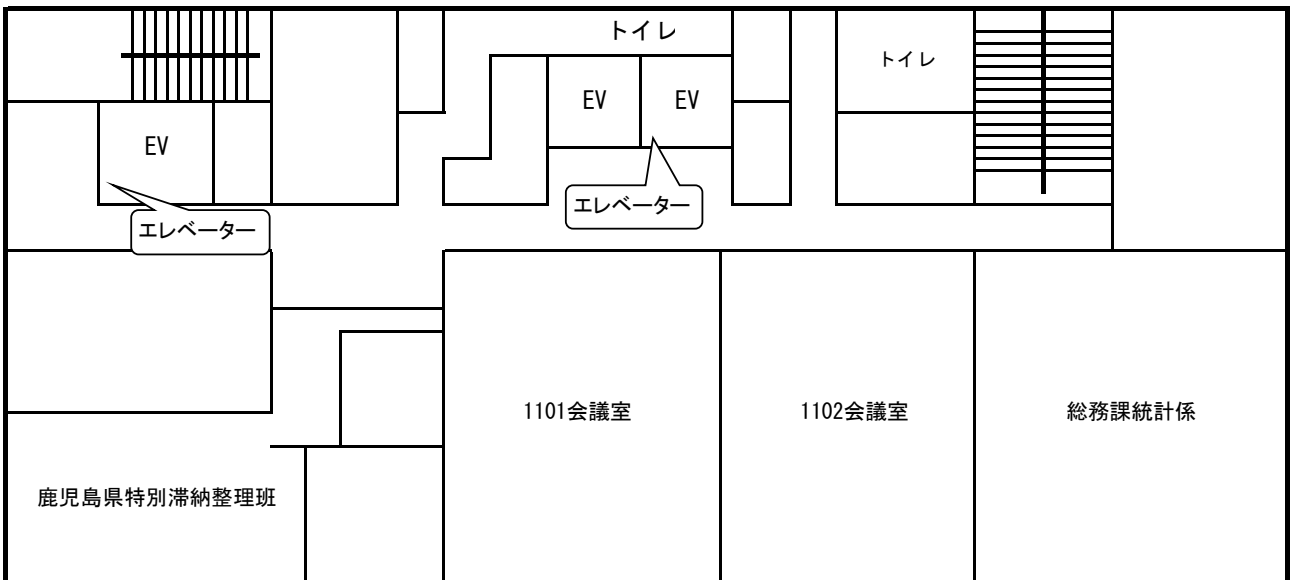 トイレ
トイレ
EV
EV
EV
エレベーター
エレベーター
1101会議室
1102会議室
総務課統計係
鹿児島県特別滞納整理班